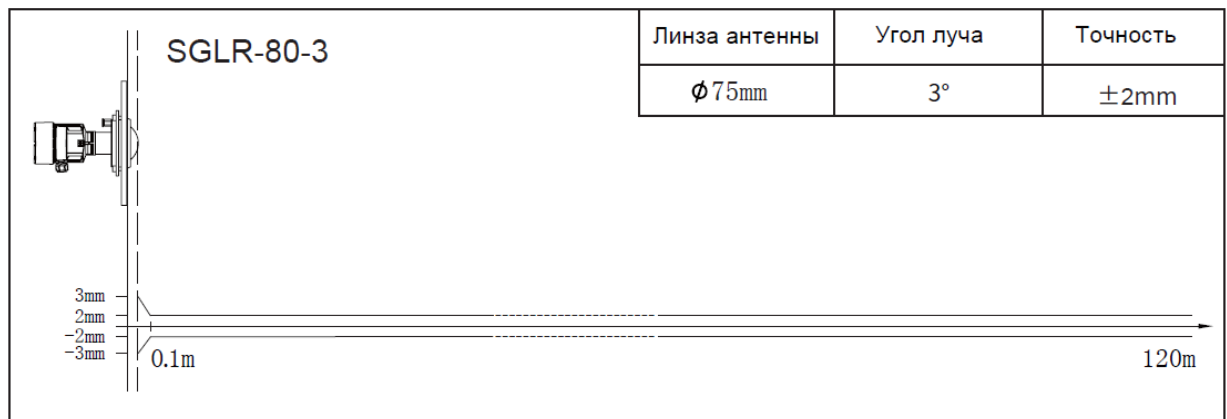 SGLR-80-3
Линза антенны Угол луча Точность
ϕ75mm 3° ±2mm
3mm
2mm
-2mm
-3mm
0.1m 120m